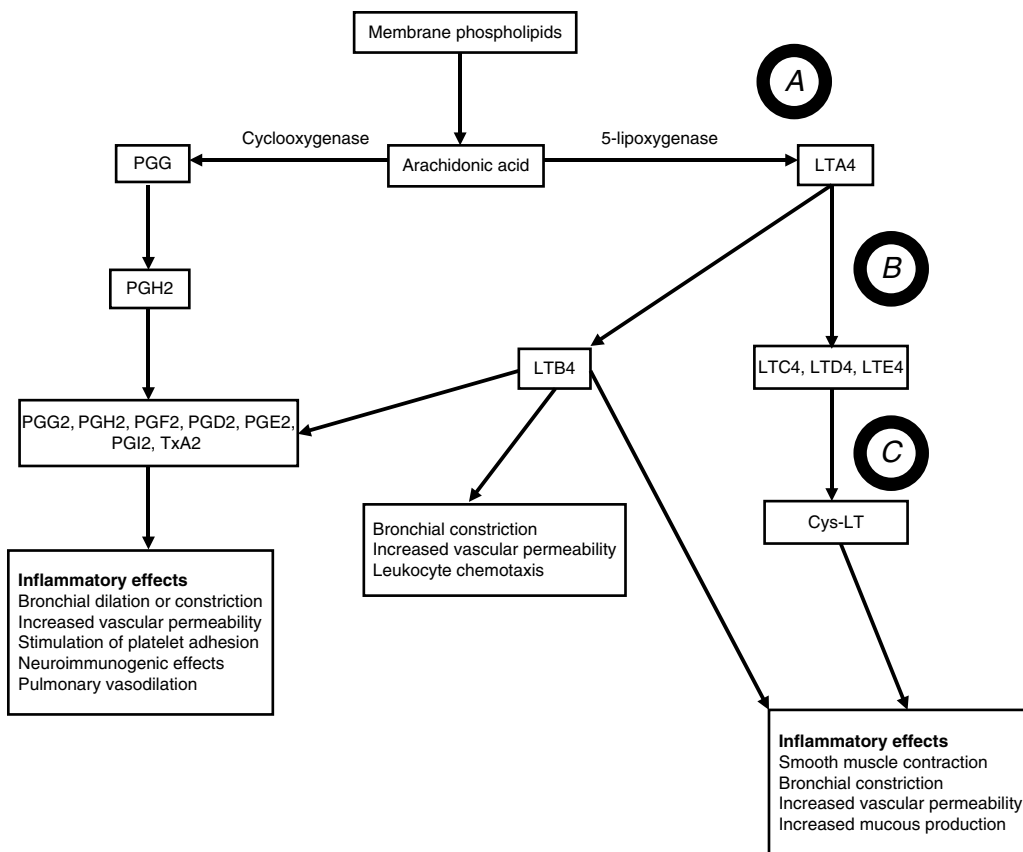 Membrane phospholipids
A
Cyclooxygenase
5-lipoxygenase
PGG
Arachidonic acid
LTA4
B
PGH2
LTB4
LTC4, LTD4, LTE4
PGG2, PGH2, PGF2, PGD2, PGE2,
PGI2, TxA2
C
Cys-LT
Bronchial constriction
Increased vascular permeability
Leukocyte chemotaxis
Inflammatory effects
Bronchial dilation or constriction
Increased vascular permeability
Stimulation of platelet adhesion
Neuroimmunogenic effects
Pulmonary vasodilation
Inflammatory effects
Smooth muscle contraction
Bronchial constriction
Increased vascular permeability
Increased mucous production